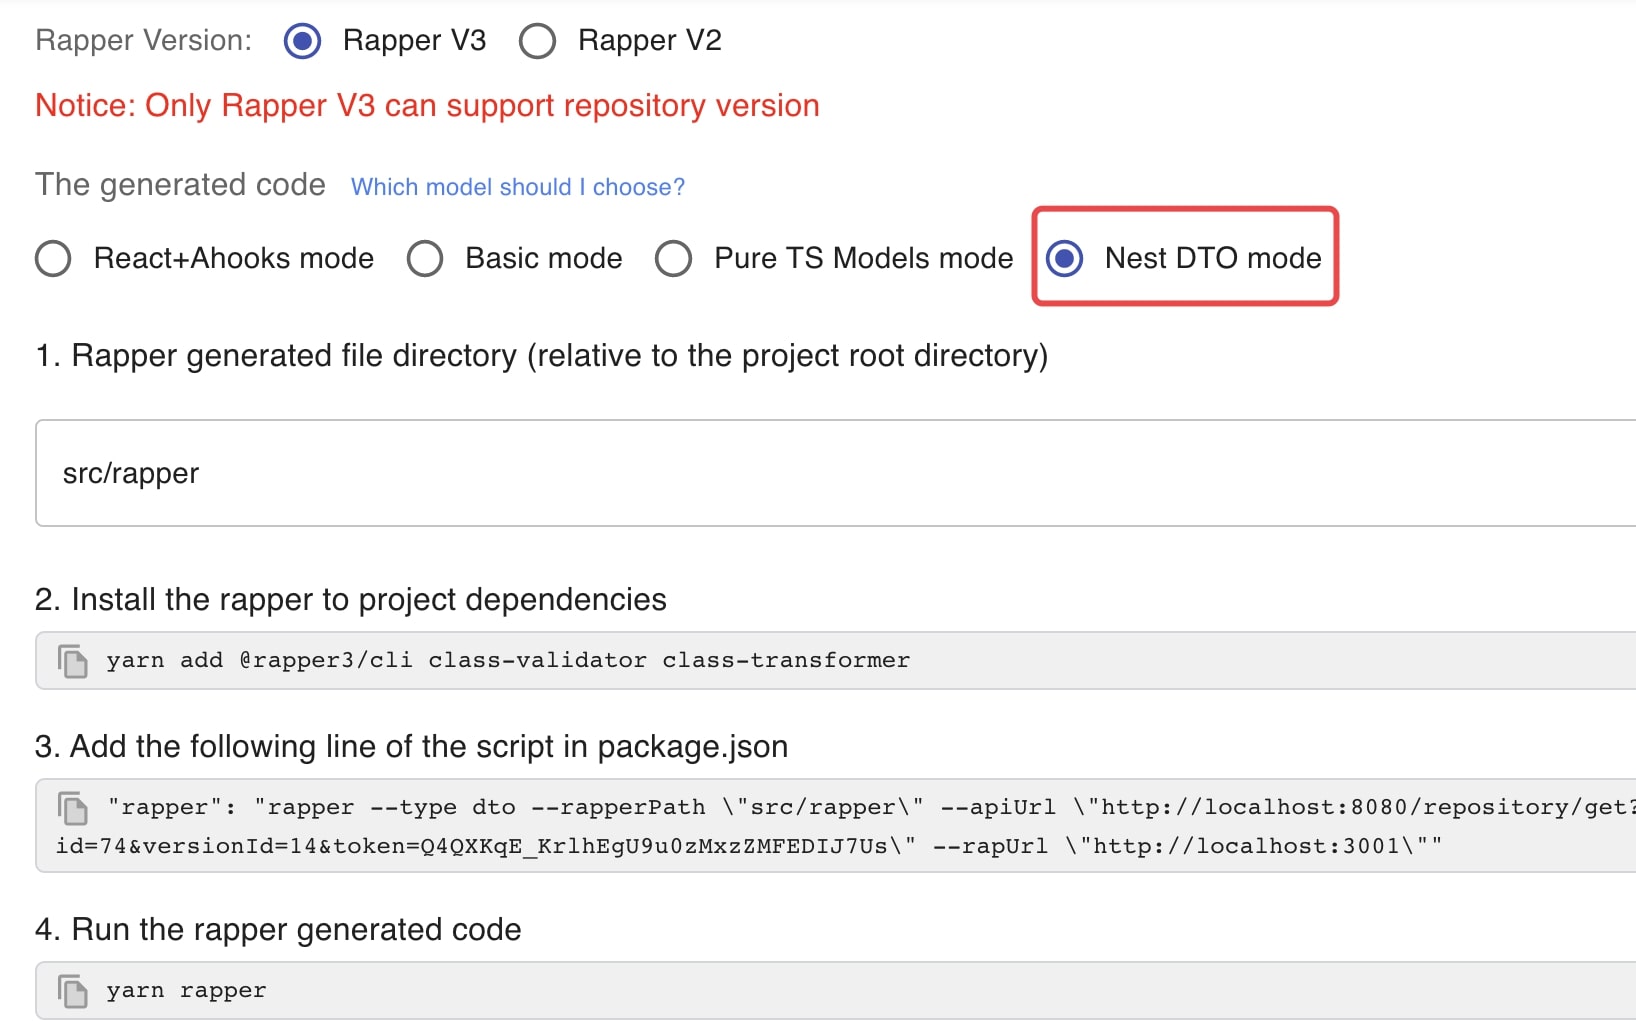 Rapper Version: Rapper V3 Rapper V2
Notice: Only Rapper V3 can support repository version
The generated code Which model should I choose?
React+Ahooks mode Basic mode Pure TS Models mode Nest DTO mode
1. Rapper generated file directory (relative to the project root directory)
src/rapper
2. Install the rapper to project dependencies
yarn add @rapper3/cli class-validator class-transformer
3. Add the following line of the script in package.json
"rapper": "rapper --type dto --rapperPath \"src/rapper\" --apiUrl \"http://localhost:8080/repository/get?
id=74&versionId=14&token=Q4QXKqE_KrlhEgU9u0zMxzZMFEDIJ7Us\" --rapUrl \"http://localhost:3001\""
4. Run the rapper generated code
yarn rapper